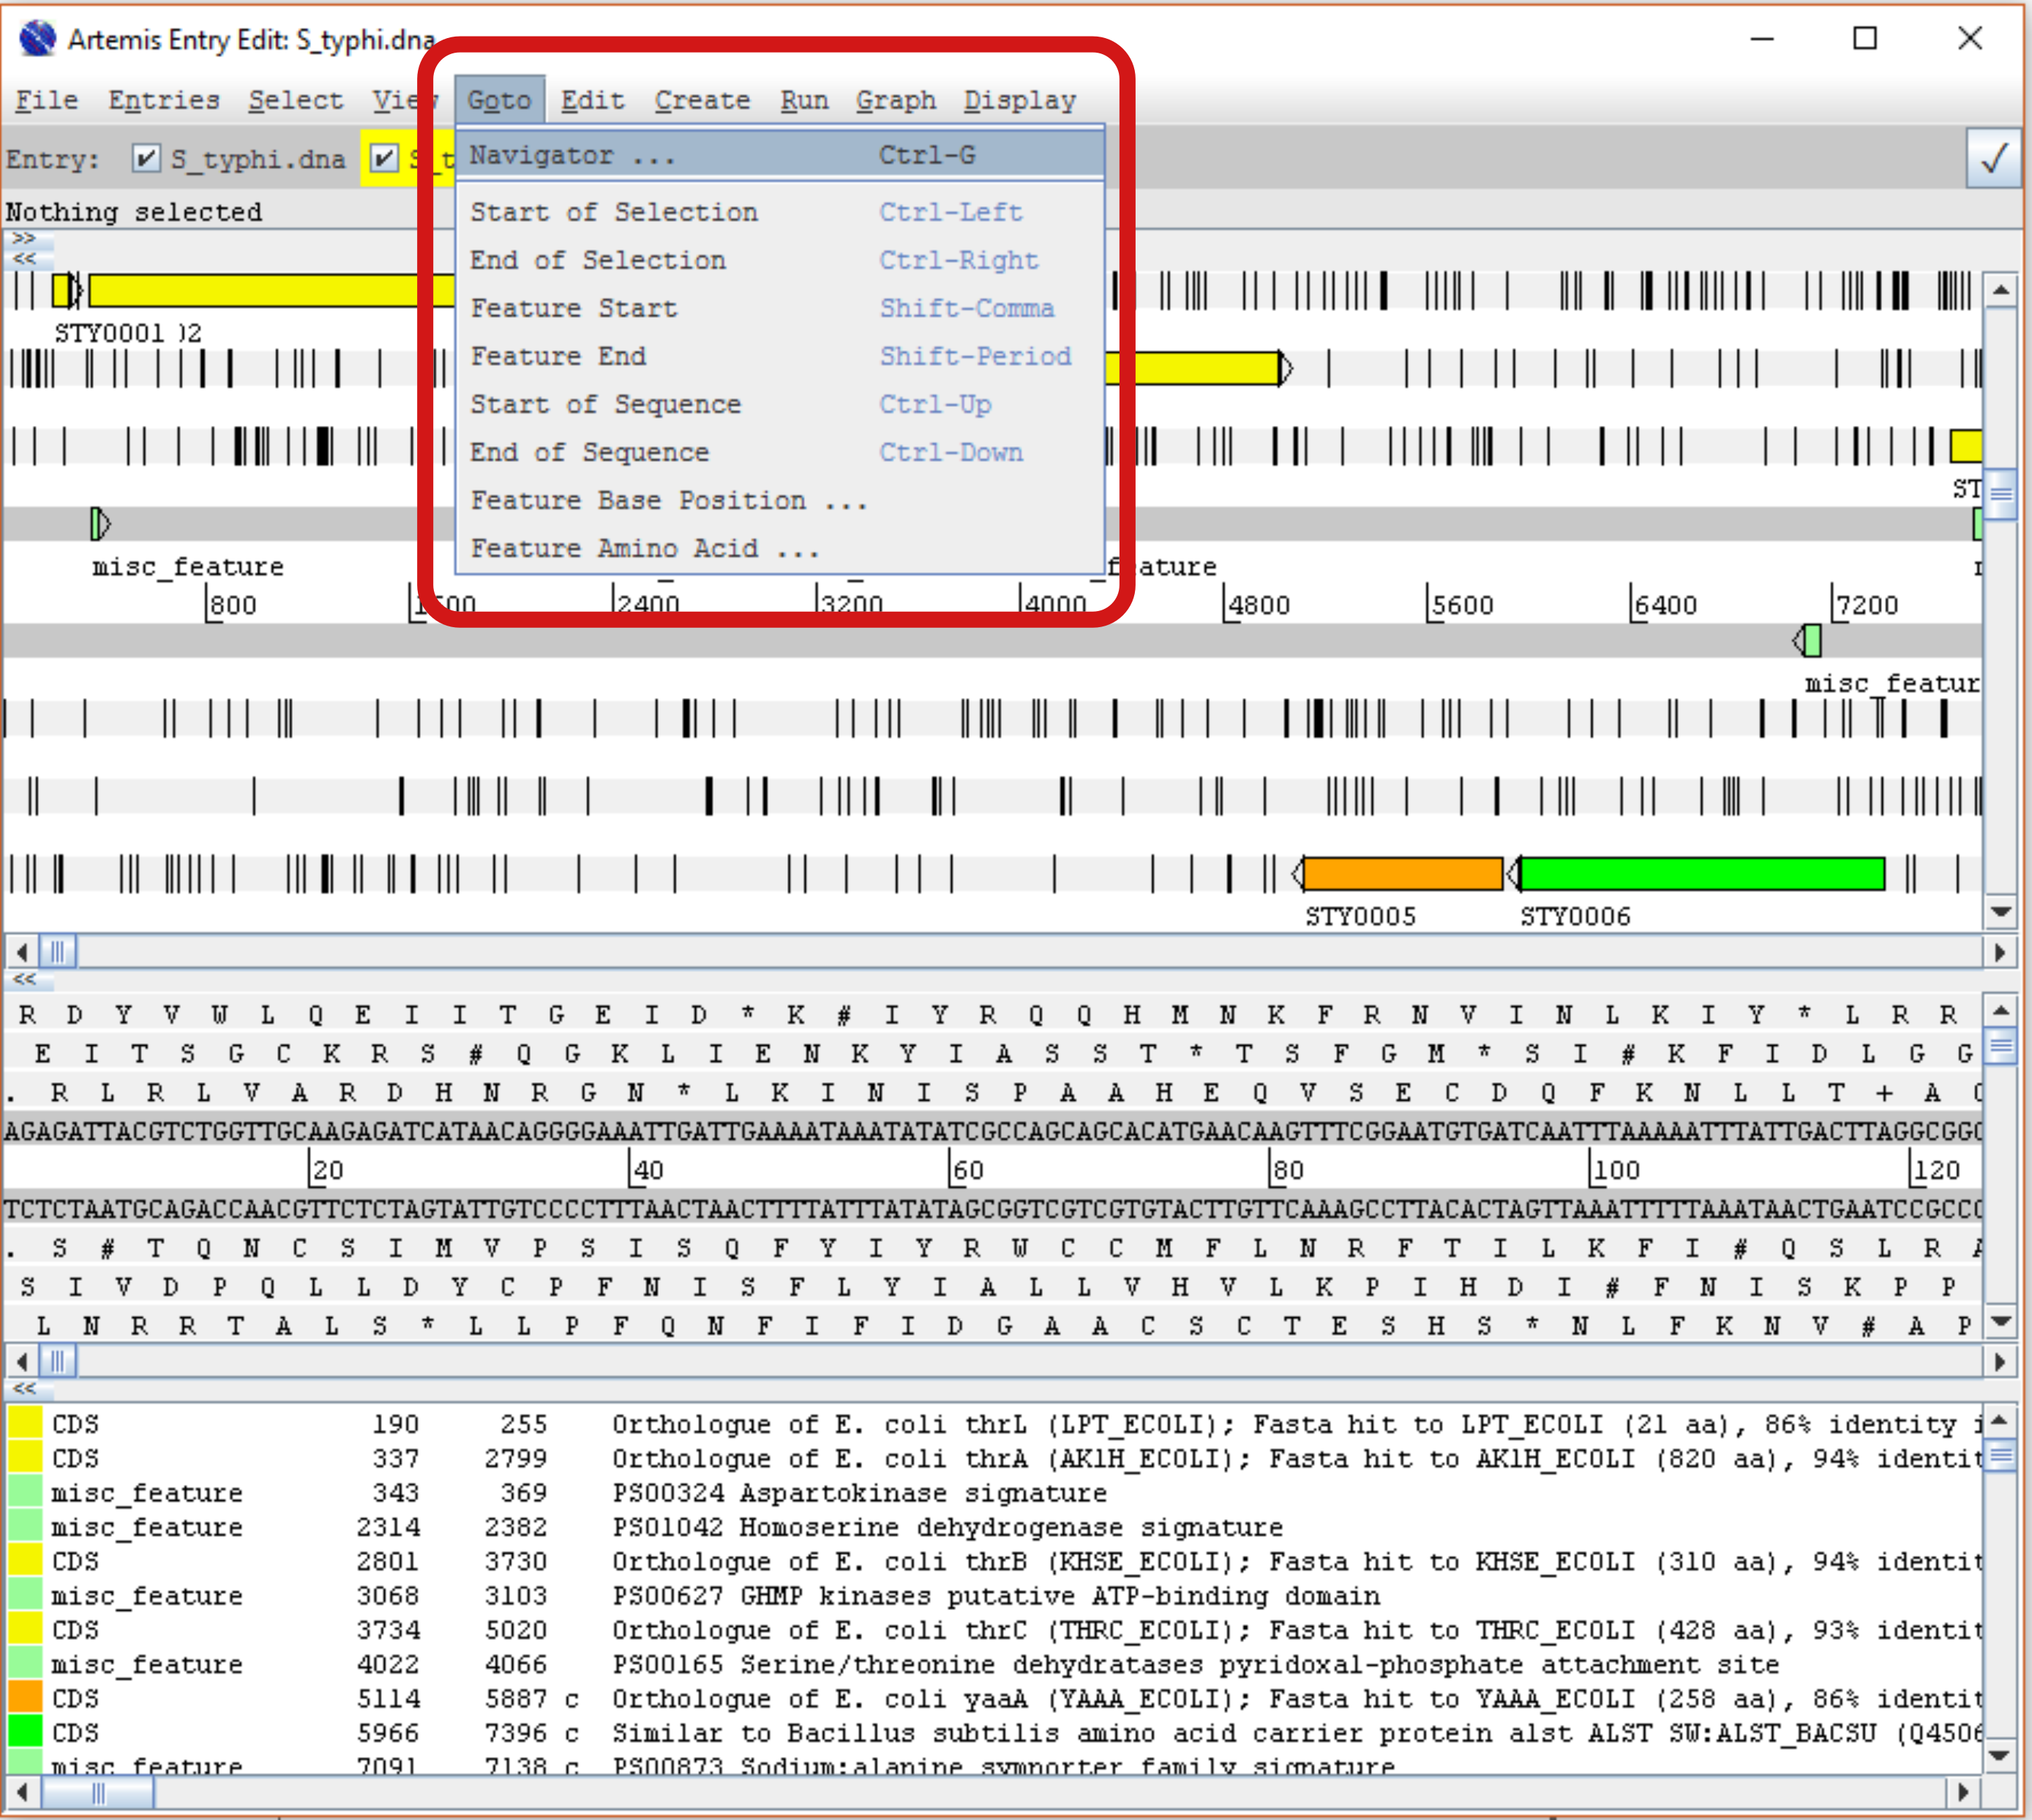 Artemis Entry Edit: S_typhi.dna
File Entries Select View Goto Edit Create Run Graph Display
Entry: S_typhi.dna S_t
Navigator ... Ctrl-G
Nothing selected
Start of Selection Ctrl-Left
End of Selection Ctrl-Right
Feature Start Shift-Comma
Feature End Shift-Period
Start of Sequence Ctrl-Up
End of Sequence Ctrl-Down
Feature Base Position ...
Feature Amino Acid ...
>>
<<
STY0001 )2
ST
misc_feature _feature
800 1600 2400 3200 4000 4800 5600 6400 7200
misc_featur
STY0005 STY0006
<<
R D Y V W L Q E I I T G E I D * K # I Y R Q Q H M N K F R N V I N L K I Y * L R R
E I T S G C K R S # Q G K L I E N K Y I A S S T * T S F G M * S I # K F I D L G G
. R L R L V A R D H N R G N * L K I N I S P A A H E Q V S E C D Q F K N L L T + A
AGAGATTACGTCTGGTTGCAAGAGATCATAACAGGGGAAATTGATTGAAAATAAATATATCGCCAGCAGCACATGAACAAGTTTCGGAATGTGATCAATTTAAAAATTTATTGACTTAGGCGGC
20 40 60 80 100 120
TCTCTAATGCAGACCAACGTTCTCTAGTATTGTCCCCTTTAACTAACTTTTATTTATATAGCGGTCGTCGTGTACTTGTTCAAAGCCTTACACTAGTTAAATTTTTAAATAACTGAATCCGCCG
. S # T Q N C S I M V P S I S Q F Y I Y R W C C M F L N R F T I L K F I # Q S L R
S I V D P Q L L D Y C P F N I S F L Y I A L L V H V L K P I H D I # F N I S K P P
L N R R T A L S * L L P F Q N F I F I D G A A C S C T E S H S * N L F K N V # A P
<<
CDS 190 255 Orthologue of E. coli thrL (LPT_ECOLI); Fasta hit to LPT_ECOLI (21 aa), 86% identity i
CDS 337 2799 Orthologue of E. coli thrA (AK1H_ECOLI); Fasta hit to AK1H_ECOLI (820 aa), 94% identit
misc_feature 343 369 PS00324 Aspartokinase signature
misc_feature 2314 2382 PS01042 Homoserine dehydrogenase signature
CDS 2801 3730 Orthologue of E. coli thrB (KHSE_ECOLI); Fasta hit to KHSE_ECOLI (310 aa), 94% identit
misc_feature 3068 3103 PS00627 GHMP kinases putative ATP-binding domain
CDS 3734 5020 Orthologue of E. coli thrC (THRC_ECOLI); Fasta hit to THRC_ECOLI (428 aa), 93% identit
misc_feature 4022 4066 PS00165 Serine/threonine dehydratases pyridoxal-phosphate attachment site
CDS 5114 5887 c Orthologue of E. coli yaaA (YAAA_ECOLI); Fasta hit to YAAA_ECOLI (258 aa), 86% identit
CDS 5966 7396 c Similar to Bacillus subtilis amino acid carrier protein alst ALST SW:ALST_BACSU (Q4506
misc_feature 7091 7138 c PS00873 Sodium:alanine symporter family signature